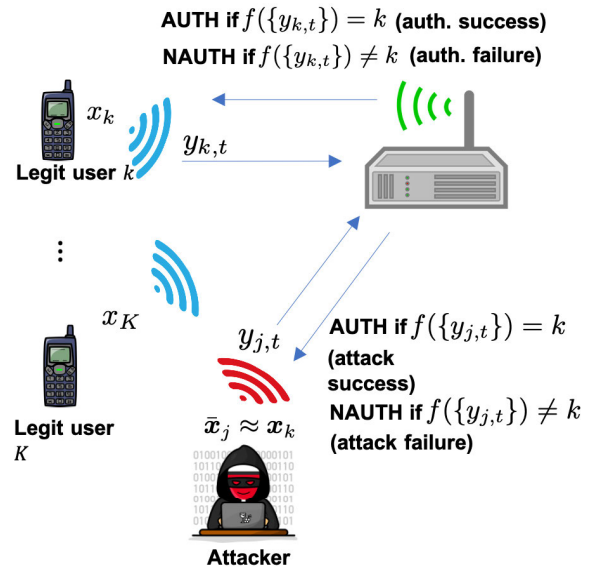 AUTH if f({y_{k,t}}) = k (auth. success)
NAUTH if f({y_{k,t}}) ≠ k (auth. failure)
x_k
y_{k,t}
Legit user k
⋮
x_K
y_{j,t}
AUTH if f({y_{j,t}}) = k
(attack
success)
NAUTH if f({y_{j,t}}) ≠ k
(attack failure)
Legit user
K
x̄_j ≈ x_k
Attacker